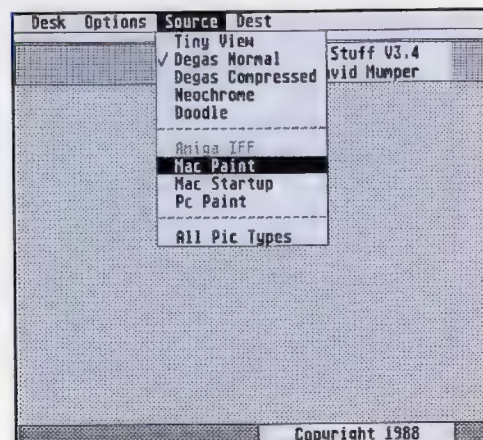 Desk Options Source Dest
Tiny View
✓ Degas Normal
Degas Compressed
Neochrome
Doodle
Amiga IFF
Mac Paint
Mac Startup
Pc Paint
All Pic Types
Stuff V3.4
vid Mumper
Copyright 1988